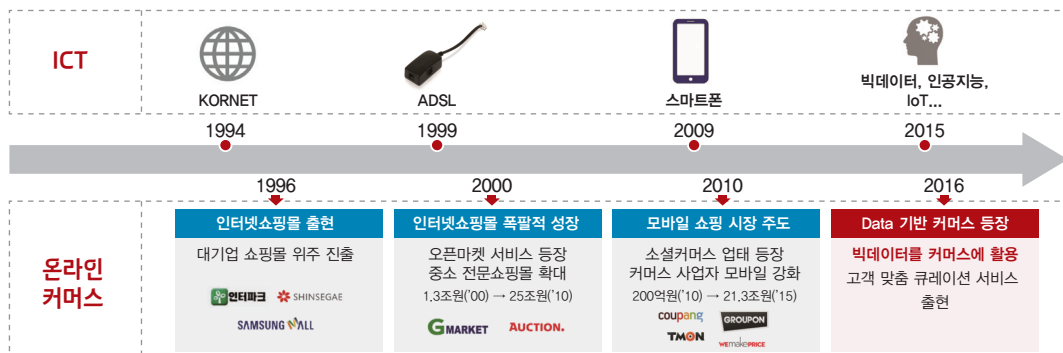 ICT
KORNET
ADSL
스마트폰
빅데이터, 인공지능,
IoT...
1994
1999
2009
2015
1996
2000
2010
2016
온라인
커머스
인터넷쇼핑몰 출현
대기업 쇼핑몰 위주 진출
인터파크
SHINSEGAE
SAMSUNG MALL
인터넷쇼핑몰 폭팔적 성장
오픈마켓 서비스 등장
중소 전문쇼핑몰 확대
1.3조원('00) → 25조원('10)
GMARKET
AUCTION.
모바일 쇼핑 시장 주도
소셜커머스 업태 등장
커머스 사업자 모바일 강화
200억원('10) → 21.3조원('15)
coupang
GROUPON
TMON
WEMAKEPRICE
Data 기반 커머스 등장
빅데이터를 커머스에 활용
고객 맞춤 큐레이션 서비스
출현